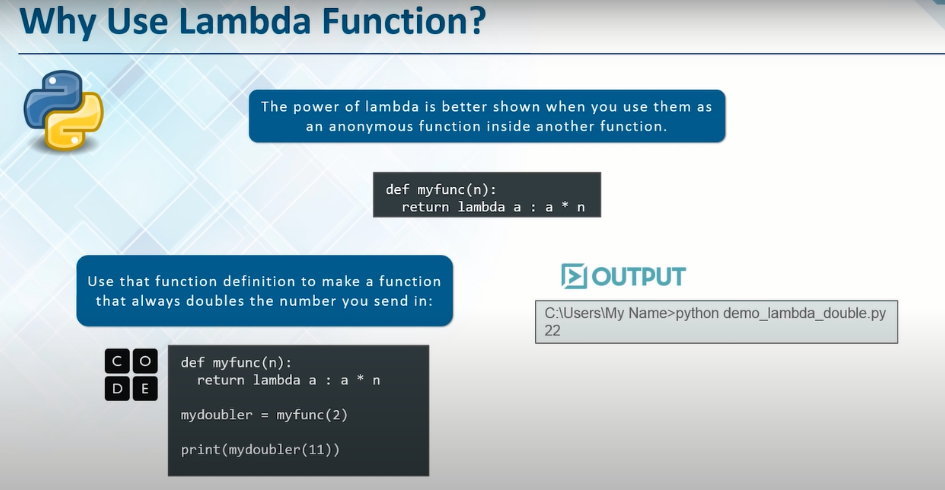 Why Use Lambda Function?
The power of lambda is better shown when you use them as
an anonymous function inside another function.
def myfunc(n):
  return lambda a : a * n
Use that function definition to make a function
that always doubles the number you send in:
OUTPUT
C:\Users\My Name>python demo_lambda_double.py
22
C O
D E
def myfunc(n):
  return lambda a : a * n
mydoubler = myfunc(2)
print(mydoubler(11))